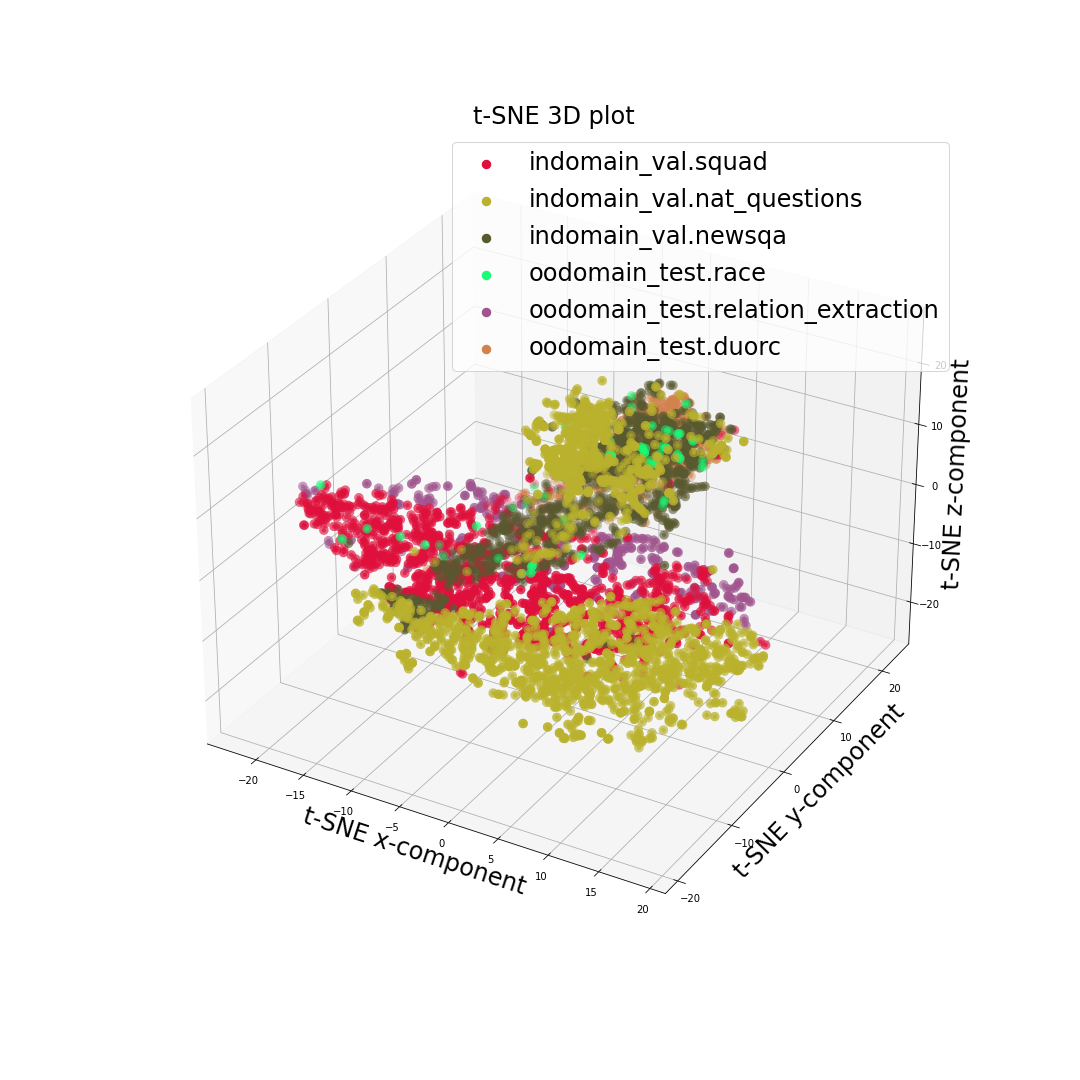 t-SNE 3D plot
indomain_val.squad
indomain_val.nat_questions
indomain_val.newsqa
oodomain_test.race
oodomain_test.relation_extraction
oodomain_test.duorc
20
10
0
−10
−20
t-SNE z-component
20
10
0
−10
−20
t-SNE y-component
−20
−15
−10
−5
0
5
10
15
20
t-SNE x-component